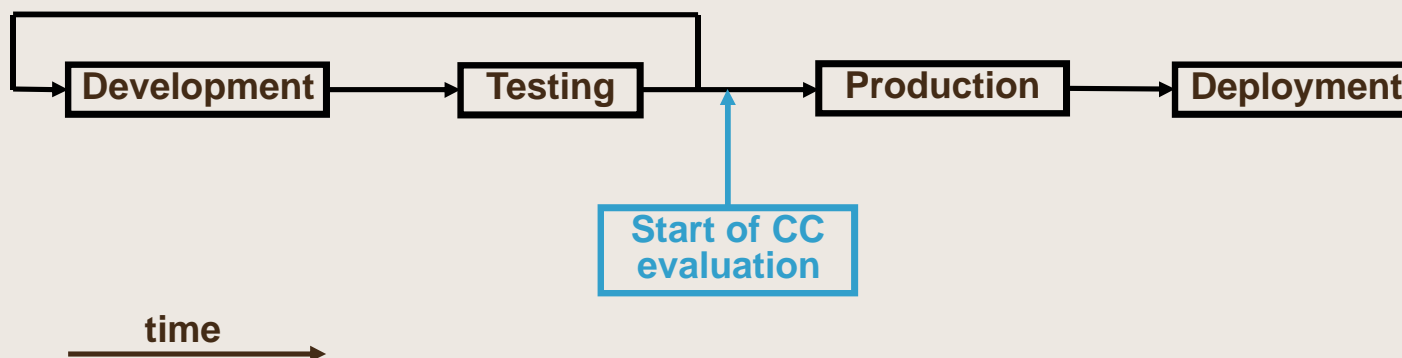 Development
Testing
Production
Deployment
Start of CC
evaluation
time